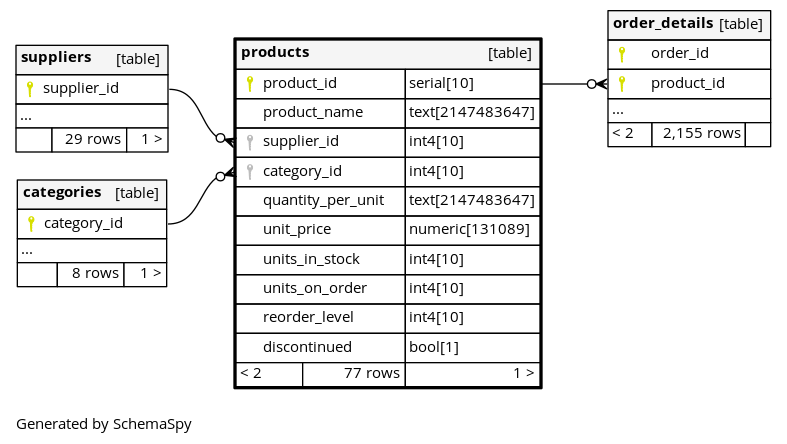 suppliers [table]
supplier_id
...
29 rows 1 >
categories [table]
category_id
...
8 rows 1 >
products [table]
product_id serial[10]
product_name text[2147483647]
supplier_id int4[10]
category_id int4[10]
quantity_per_unit text[2147483647]
unit_price numeric[131089]
units_in_stock int4[10]
units_on_order int4[10]
reorder_level int4[10]
discontinued bool[1]
< 2 77 rows 1 >
order_details [table]
order_id
product_id
...
< 2 2,155 rows
Generated by SchemaSpy